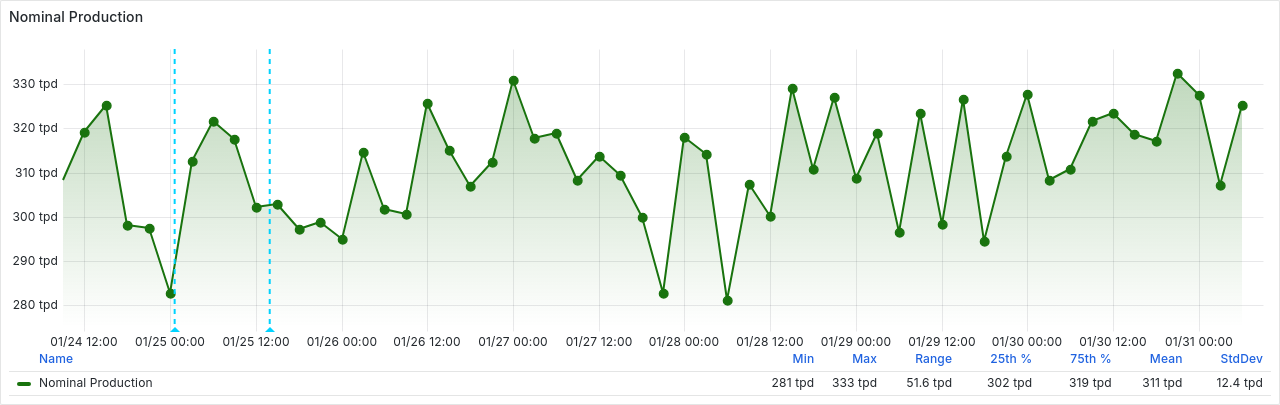 Nominal Production
330 tpd
320 tpd
310 tpd
300 tpd
290 tpd
280 tpd
01/24 12:00 01/25 00:00 01/25 12:00 01/26 00:00 01/26 12:00 01/27 00:00 01/27 12:00 01/28 00:00 01/28 12:00 01/29 00:00 01/29 12:00 01/30 00:00 01/30 12:00 01/31 00:00
Name Min Max Range 25th % 75th % Mean StdDev
Nominal Production 281 tpd 333 tpd 51.6 tpd 302 tpd 319 tpd 311 tpd 12.4 tpd